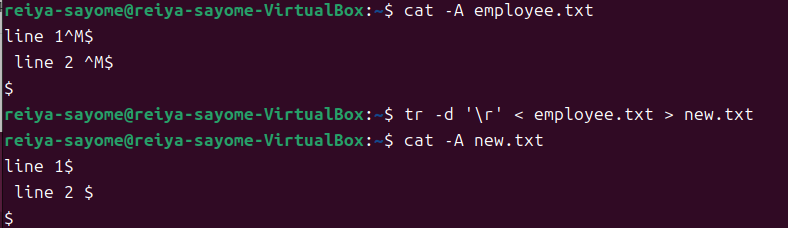 reiya-sayome@reiya-sayome-VirtualBox:~$ cat -A employee.txt
line 1^M$
 line 2 ^M$
$
reiya-sayome@reiya-sayome-VirtualBox:~$ tr -d '\r' < employee.txt > new.txt
reiya-sayome@reiya-sayome-VirtualBox:~$ cat -A new.txt
line 1$
 line 2 $
$